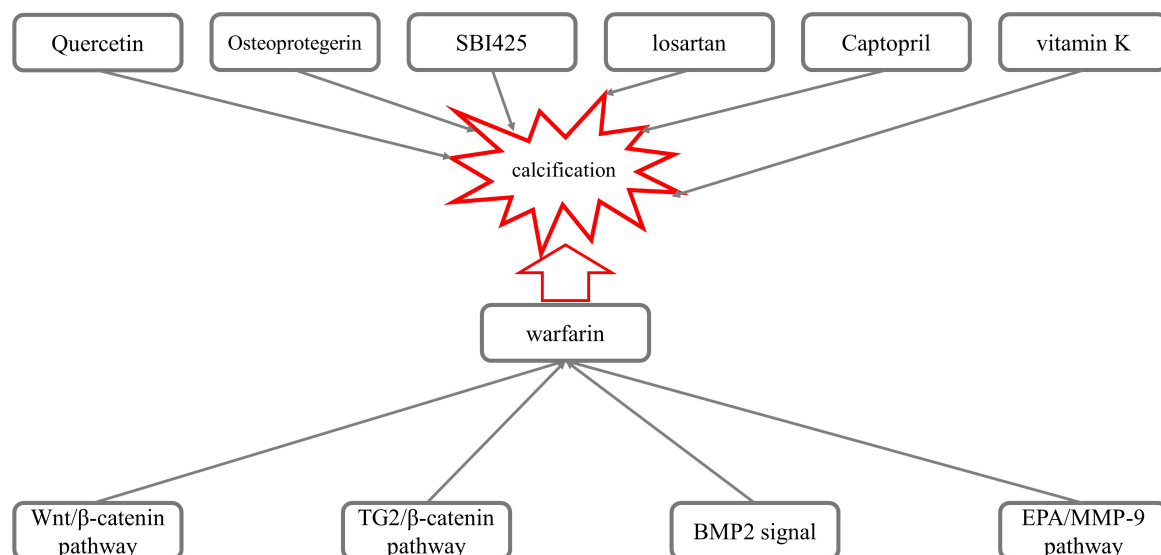 Quercetin
Osteoprotegerin
SBI425
losartan
Captopril
vitamin K
calcification
warfarin
Wnt/β-catenin
pathway
TG2/β-catenin
pathway
BMP2 signal
EPA/MMP-9
pathway